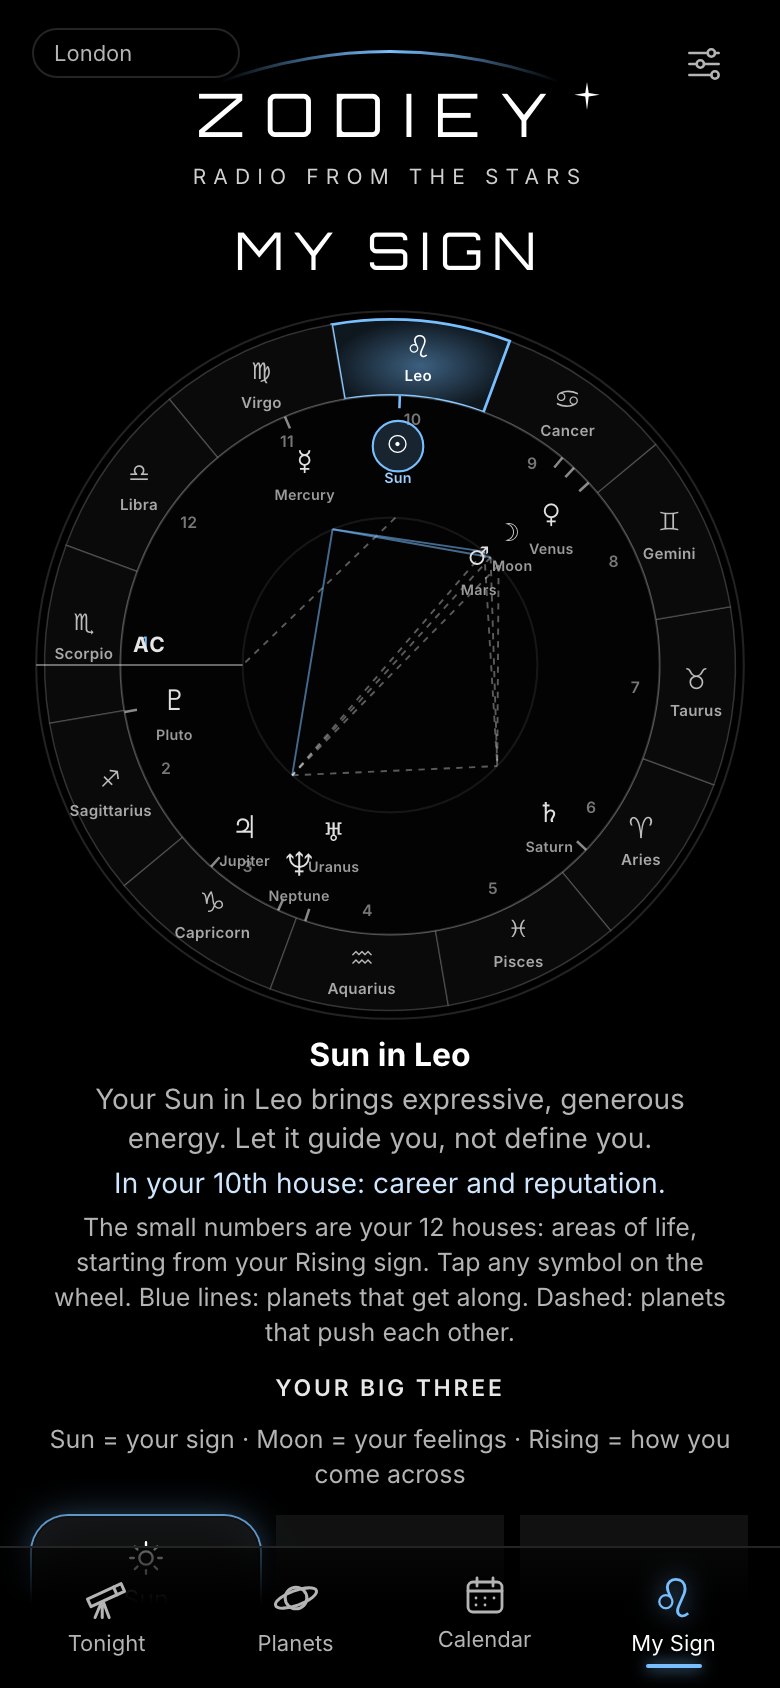 London
ZODIEY
RADIO FROM THE STARS
MY SIGN
Leo
Virgo
Cancer
10
11
Sun
9
Mercury
Libra
12
Venus
Gemini
8
Moon
Mars
AC
Scorpio
7
Taurus
Pluto
2
Sagittarius
6
Saturn
Aries
Jupiter
3
Uranus
Neptune
5
4
Capricorn
Pisces
Aquarius
Sun in Leo
Your Sun in Leo brings expressive, generous
energy. Let it guide you, not define you.
In your 10th house: career and reputation.
The small numbers are your 12 houses: areas of life,
starting from your Rising sign. Tap any symbol on the
wheel. Blue lines: planets that get along. Dashed: planets
that push each other.
YOUR BIG THREE
Sun = your sign · Moon = your feelings · Rising = how you
come across
Sun
Tonight
Planets
Calendar
My Sign